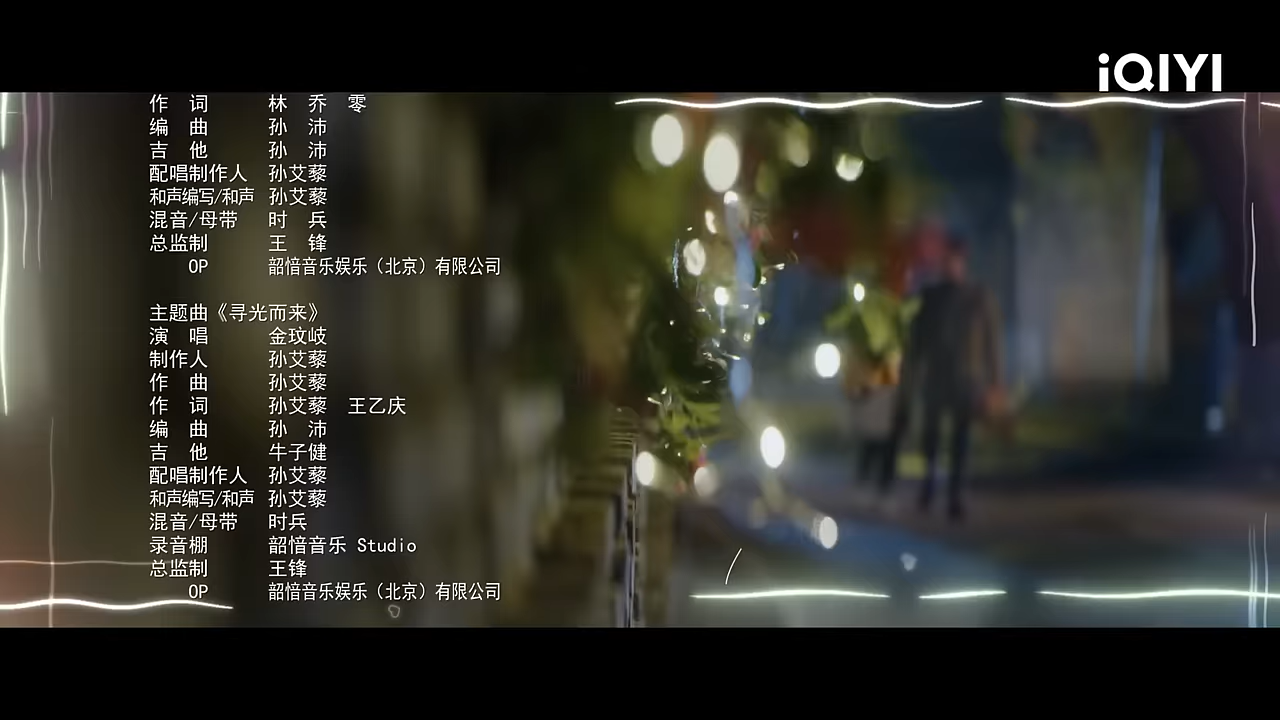 iQIYI
作 词 林 乔 零
编 曲 孙 沛
吉 他 孙 沛
配唱制作人 孙艾藜
和声编写/和声 孙艾藜
混音/母带 时 兵
总监制 王 锋
OP 韶愔音乐娱乐（北京）有限公司
主题曲《寻光而来》
演 唱 金玟岐
制作人 孙艾藜
作 曲 孙艾藜
作 词 孙艾藜 王乙庆
编 曲 孙 沛
吉 他 牛子健
配唱制作人 孙艾藜
和声编写/和声 孙艾藜
混音/母带 时兵
录音棚 韶愔音乐 Studio
总监制 王锋
OP 韶愔音乐娱乐（北京）有限公司